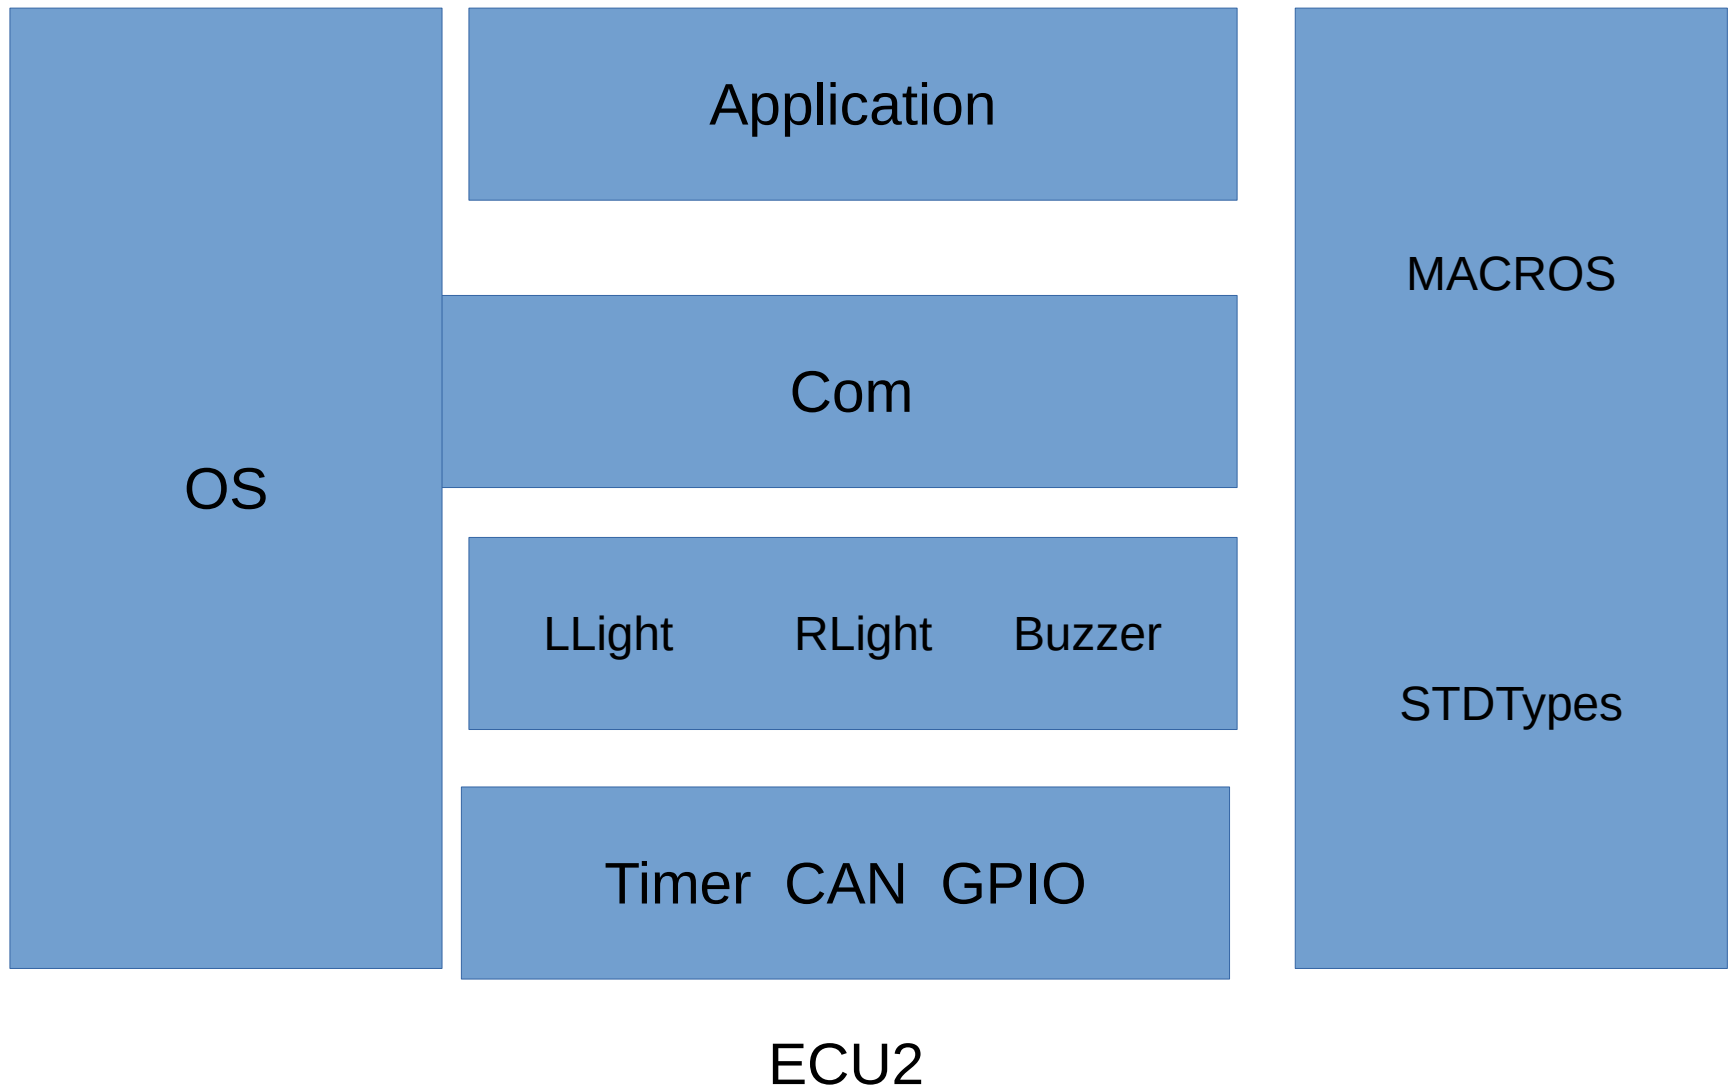 Application
MACROS
Com
OS
LLight RLight Buzzer
STDTypes
Timer CAN GPIO
ECU2